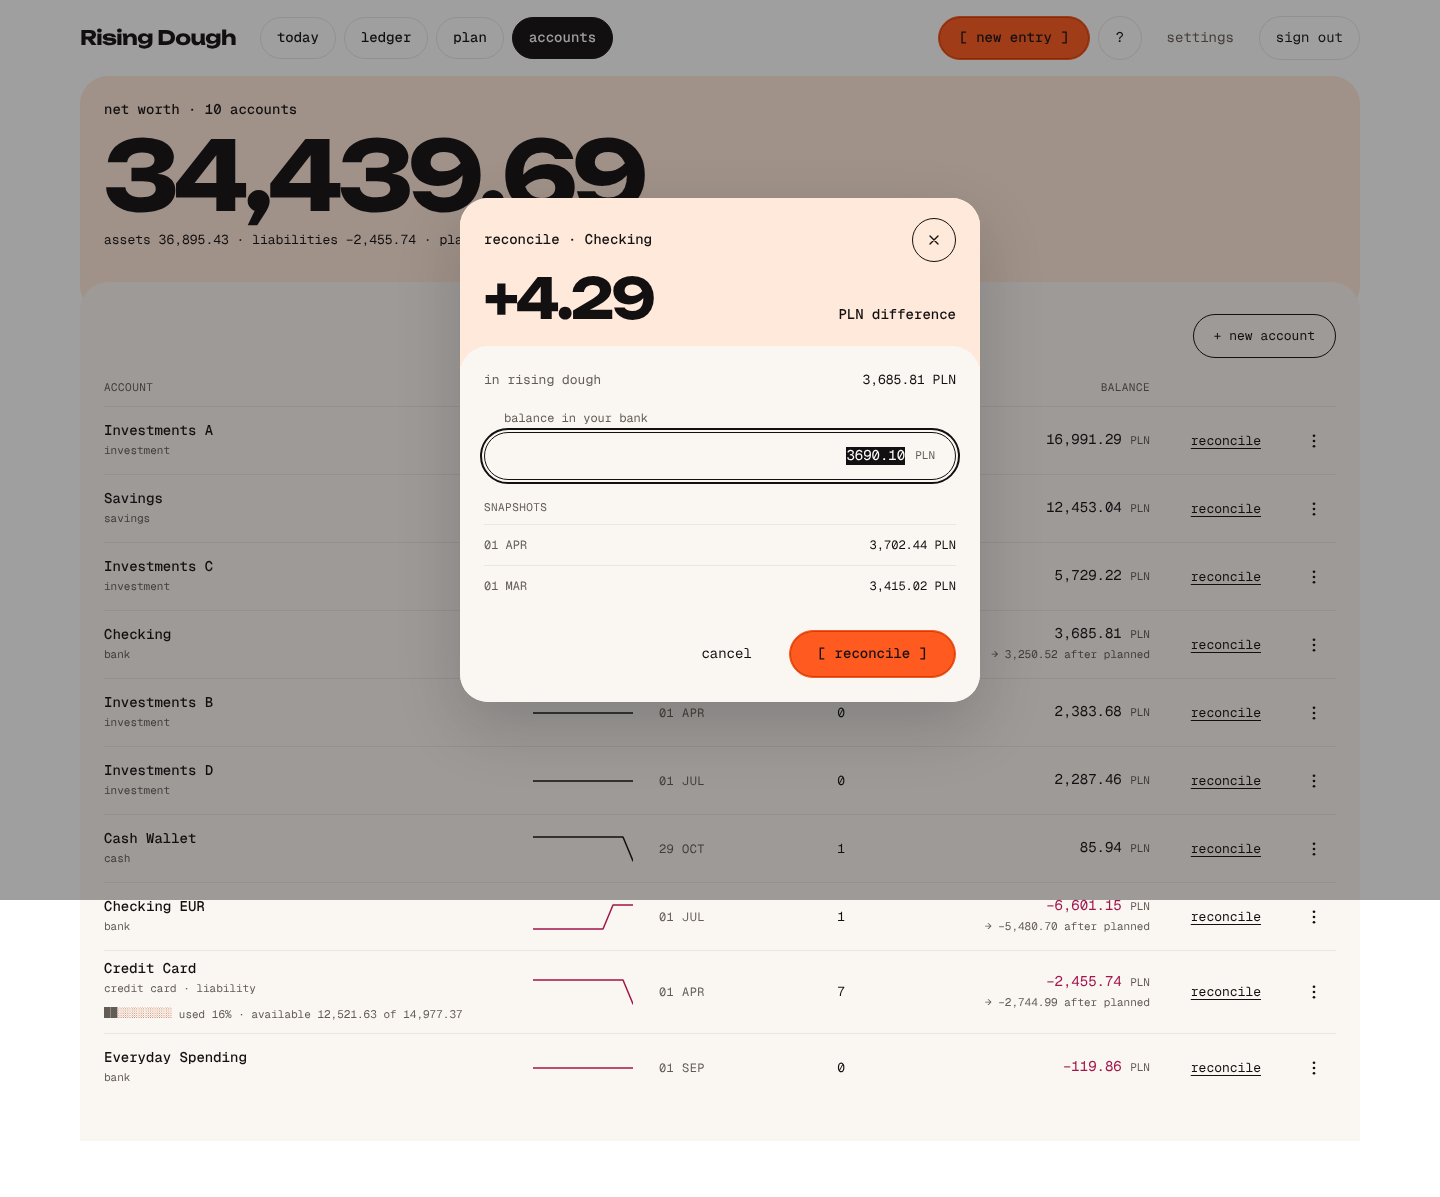 Rising Dough
today
ledger
plan
accounts
[ new entry ]
?
settings
sign out
net worth · 10 accounts
34,439.69
assets 36,895.43 · liabilities −2,455.74 ·
+ new account
ACCOUNT
BALANCE
Investments A
investment
16,991.29 PLN
reconcile
Savings
savings
12,453.04 PLN
reconcile
Investments C
investment
5,729.22 PLN
reconcile
Checking
bank
3,685.81 PLN
→ 3,250.52 after planned
reconcile
Investments B
investment
01 APR
0
2,383.68 PLN
reconcile
Investments D
investment
01 JUL
0
2,287.46 PLN
reconcile
Cash Wallet
cash
29 OCT
1
85.94 PLN
reconcile
Checking EUR
bank
01 JUL
1
−6,601.15 PLN
→ −5,480.70 after planned
reconcile
Credit Card
credit card · liability
used 16% · available 12,521.63 of 14,977.37
01 APR
7
−2,455.74 PLN
→ −2,744.99 after planned
reconcile
Everyday Spending
bank
01 SEP
0
−119.86 PLN
reconcile
reconcile · Checking
+4.29
PLN difference
in rising dough
3,685.81 PLN
balance in your bank
3690.10 PLN
SNAPSHOTS
01 APR
3,702.44 PLN
01 MAR
3,415.02 PLN
cancel
[ reconcile ]